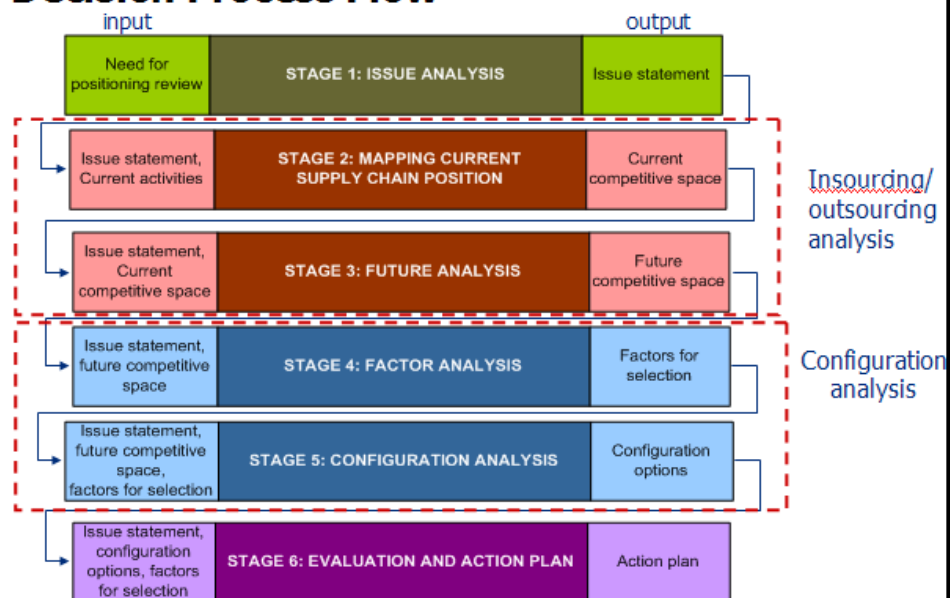 Decision Process Flow
input
output
Need for
positioning review
STAGE 1: ISSUE ANALYSIS
Issue statement
Issue statement,
Current activities
STAGE 2: MAPPING CURRENT
SUPPLY CHAIN POSITION
Current
competitive space
Insourcing/
outsourcing
analysis
Issue statement,
Current
competitive space
STAGE 3: FUTURE ANALYSIS
Future
competitive space
Issue statement,
future competitive
space
STAGE 4: FACTOR ANALYSIS
Factors for
selection
Configuration
analysis
Issue statement,
future competitive
space,
factors for selection
STAGE 5: CONFIGURATION ANALYSIS
Configuration
options
Issue statement,
configuration
options, factors
for selection
STAGE 6: EVALUATION AND ACTION PLAN
Action plan